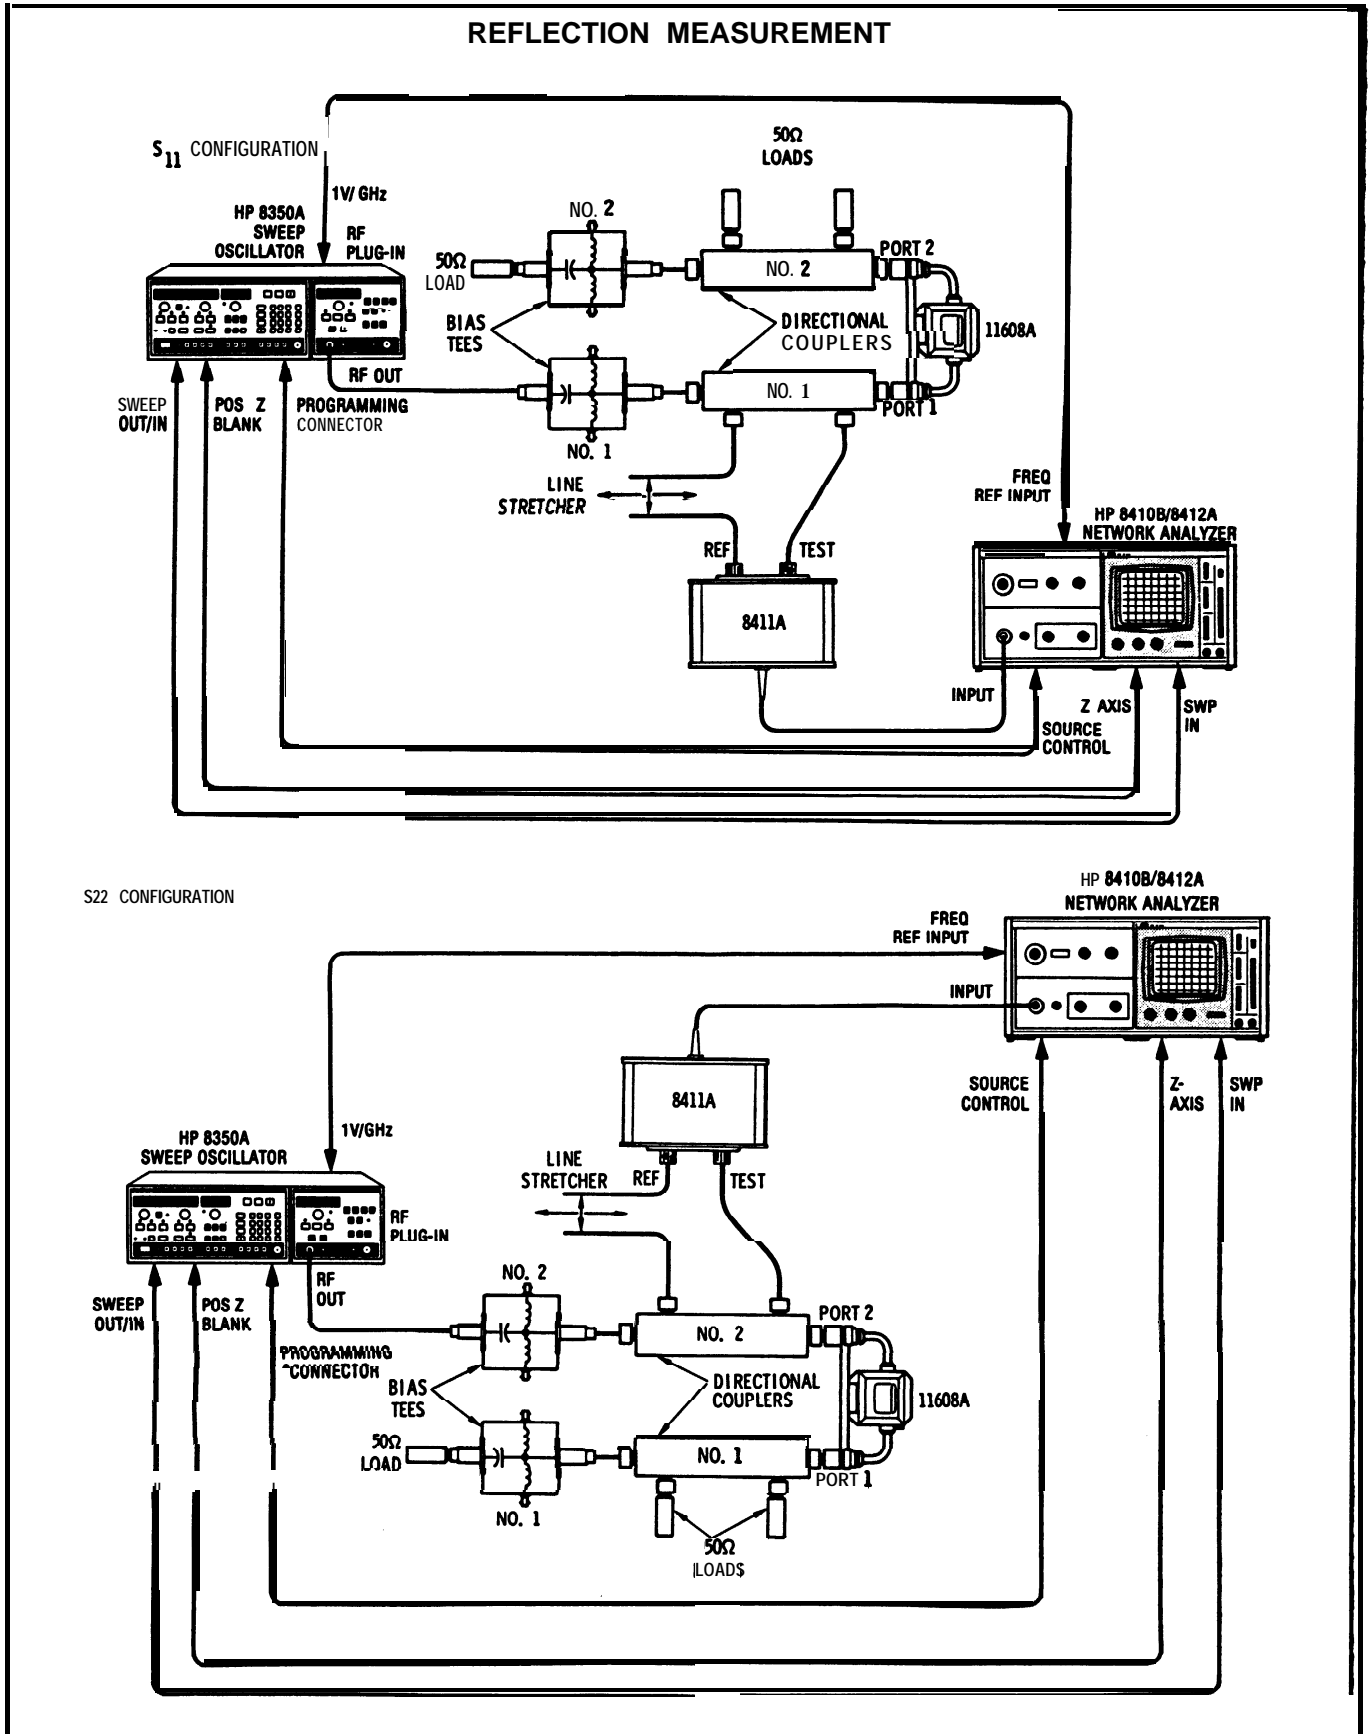 REFLECTION MEASUREMENT
S11 CONFIGURATION
50Ω
LOADS
1V/GHz
HP 8350A
SWEEP
OSCILLATOR
RF
PLUG-IN
NO. 2
50Ω
LOAD
NO. 2
PORT 2
BIAS
TEES
DIRECTIONAL
COUPLERS
11608A
RF OUT
NO. 1
PORT 1
SWEEP
OUT/IN
POS Z
BLANK
PROGRAMMING
CONNECTOR
NO. 1
LINE
STRETCHER
FREQ
REF INPUT
HP 8410B/8412A
NETWORK ANALYZER
REF
TEST
8411A
INPUT
Z AXIS
SWP
IN
SOURCE
CONTROL
S22 CONFIGURATION
HP 8410B/8412A
NETWORK ANALYZER
FREQ
REF INPUT
INPUT
8411A
SOURCE
CONTROL
Z-
AXIS
SWP
IN
1V/GHz
HP 8350A
SWEEP OSCILLATOR
LINE
STRETCHER
REF
TEST
RF
PLUG-IN
RF
OUT
NO. 2
SWEEP
OUT/IN
POS Z
BLANK
NO. 2
PORT 2
PROGRAMMING
CONNECTOR
BIAS
TEES
DIRECTIONAL
COUPLERS
11608A
50Ω
LOAD
NO. 1
PORT 1
NO. 1
50Ω
LOADS